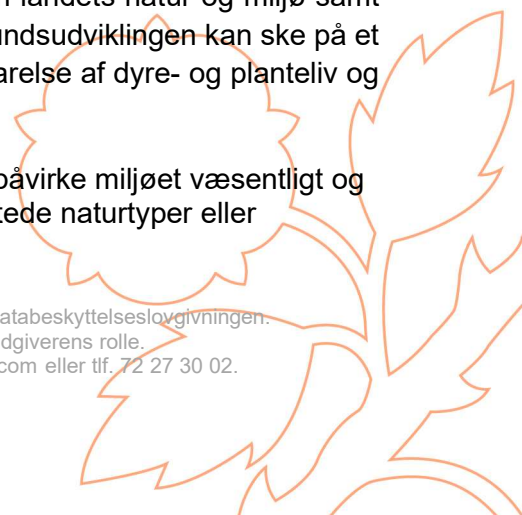 landets natur og miljø samt
undsudviklingen kan ske på et
arelse af dyre- og planteliv og
påvirke miljøet væsentligt og
tede naturtyper eller
atabeskyttelseslovgivningen.
dgiverens rolle.
com eller tlf. 72 27 30 02.